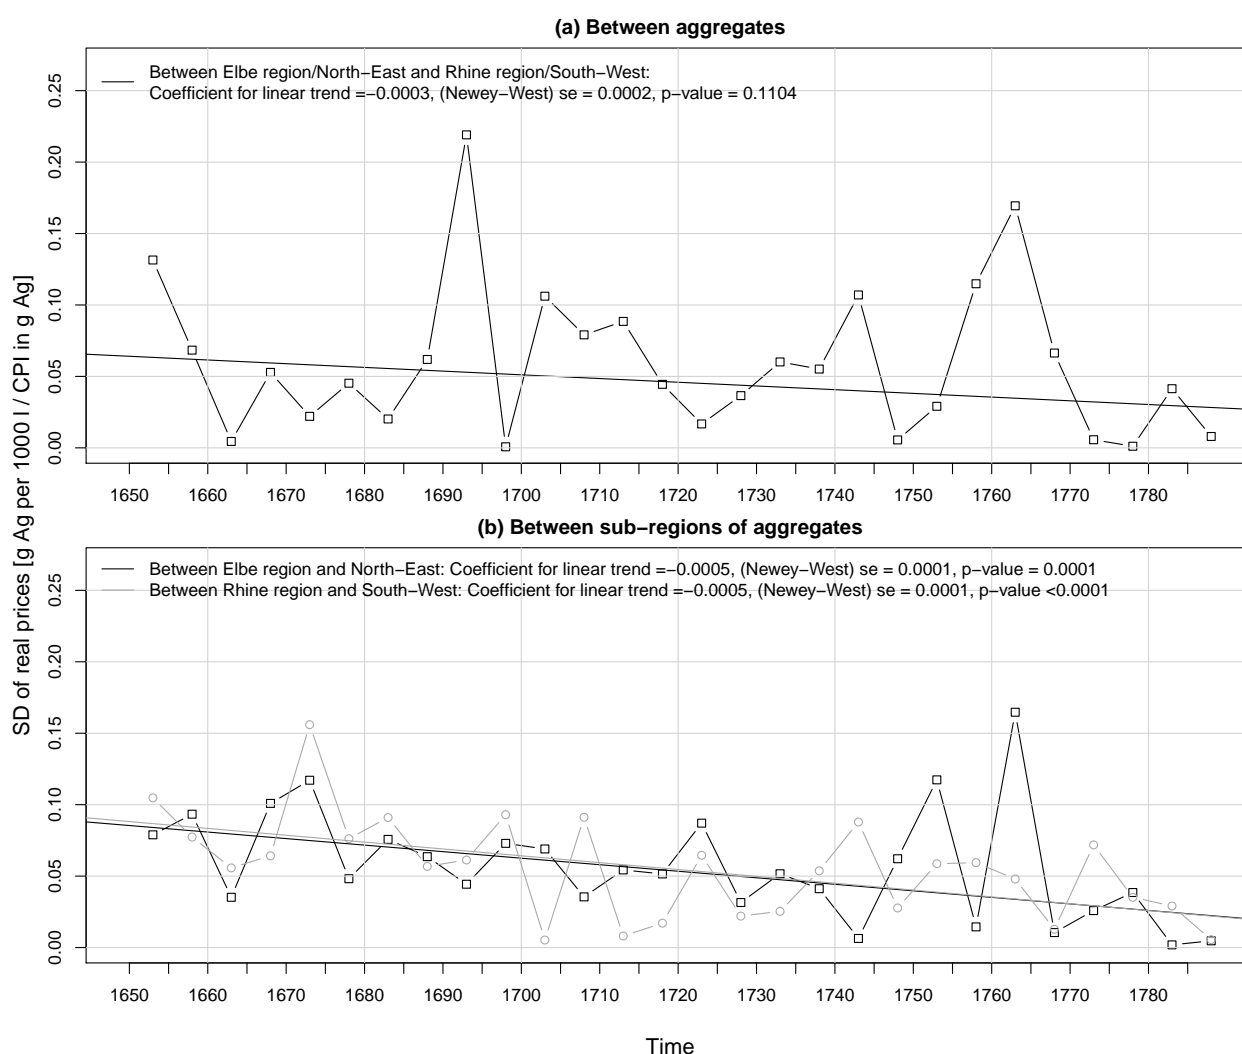 (a) Between aggregates
Between Elbe region/North−East and Rhine region/South−West:
Coefficient for linear trend =−0.0003, (Newey−West) se = 0.0002, p−value = 0.1104
0.25
0.20
0.15
0.10
0.05
0.00
1650 1660 1670 1680 1690 1700 1710 1720 1730 1740 1750 1760 1770 1780
SD of real prices [g Ag per 1000 l / CPI in g Ag]
(b) Between sub−regions of aggregates
Between Elbe region and North−East: Coefficient for linear trend =−0.0005, (Newey−West) se = 0.0001, p−value = 0.0001
Between Rhine region and South−West: Coefficient for linear trend =−0.0005, (Newey−West) se = 0.0001, p−value <0.0001
0.25
0.20
0.15
0.10
0.05
0.00
1650 1660 1670 1680 1690 1700 1710 1720 1730 1740 1750 1760 1770 1780
Time